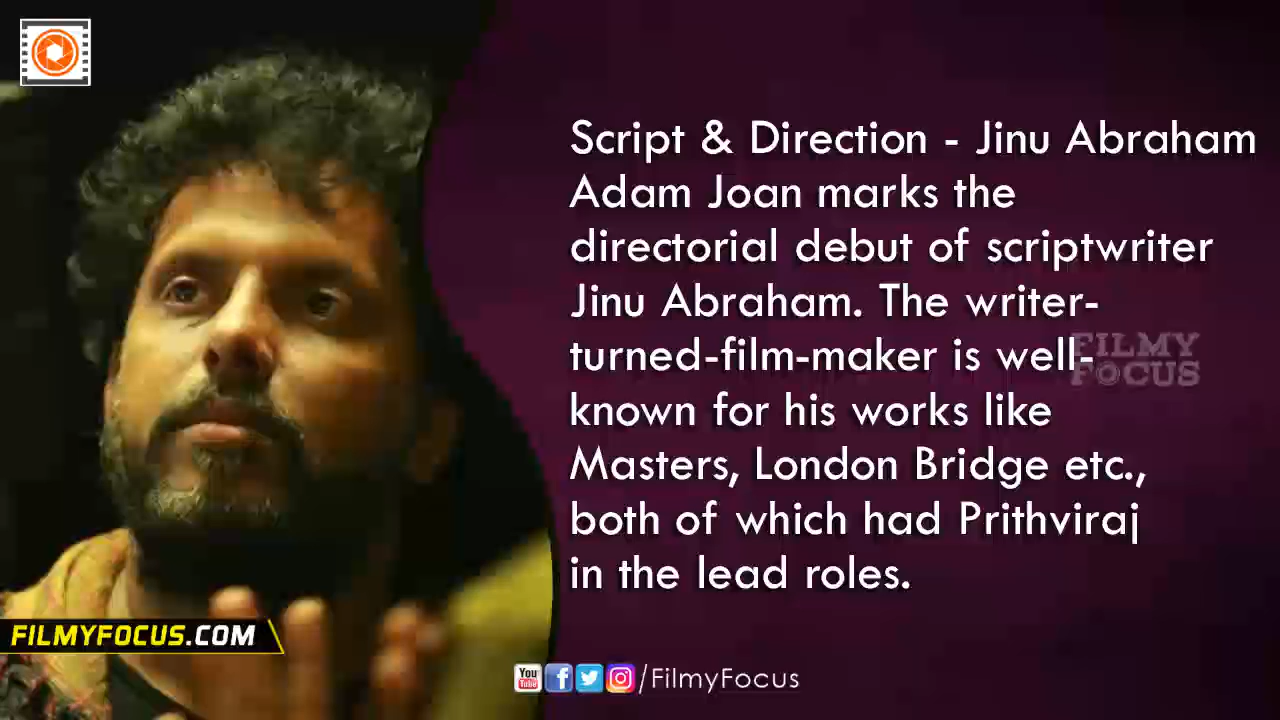 Script & Direction - Jinu Abraham
Adam Joan marks the
directorial debut of scriptwriter
Jinu Abraham. The writer-
turned-film-maker is well-
known for his works like
Masters, London Bridge etc.,
both of which had Prithviraj
in the lead roles.
FILMY
FOCUS
FILMYFOCUS.COM
You
Tube
/FilmyFocus